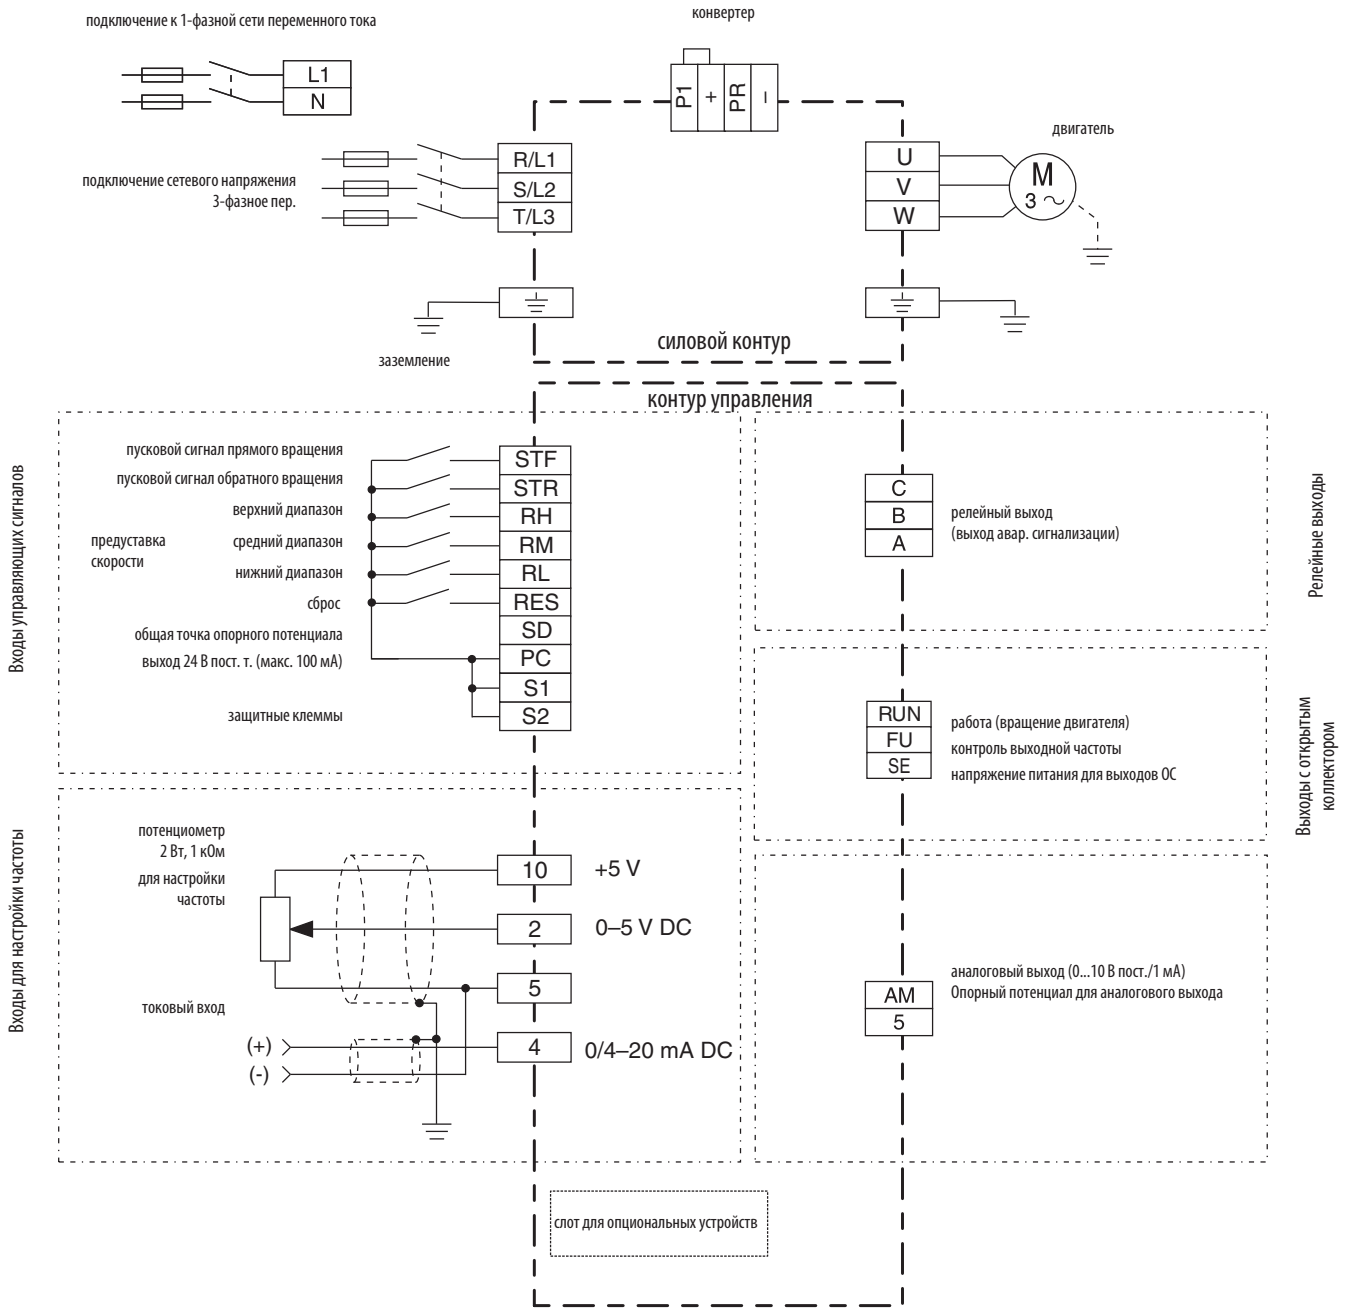 подключение к 1-фазной сети переменного тока
конвертер
L1
N
P1
+
PR
–
двигатель
R/L1
S/L2
T/L3
подключение сетевого напряжения
3-фазное пер.
U
V
W
M
3 ~
заземление
силовой контур
контур управления
Входы управляющих сигналов
пусковой сигнал прямого вращения
STF
пусковой сигнал обратного вращения
STR
верхний диапазон
RH
предуставка
скорости
средний диапазон
RM
нижний диапазон
RL
сброс
RES
общая точка опорного потенциала
SD
выход 24 В пост. т. (макс. 100 мА)
PC
S1
защитные клеммы
S2
C
B
A
релейный выход
(выход авар. сигнализации)
Релейные выходы
RUN
FU
SE
работа (вращение двигателя)
контроль выходной частоты
напряжение питания для выходов ОС
Выходы с открытым
коллектором
Входы для настройки частоты
потенциометр
2 Вт, 1 кОм
для настройки
частоты
10
+5 V
2
0–5 V DC
5
токовый вход
(+)
(-)
4
0/4–20 mA DC
AM
5
аналоговый выход (0...10 В пост./1 мА)
Опорный потенциал для аналогового выхода
слот для опциональных устройств